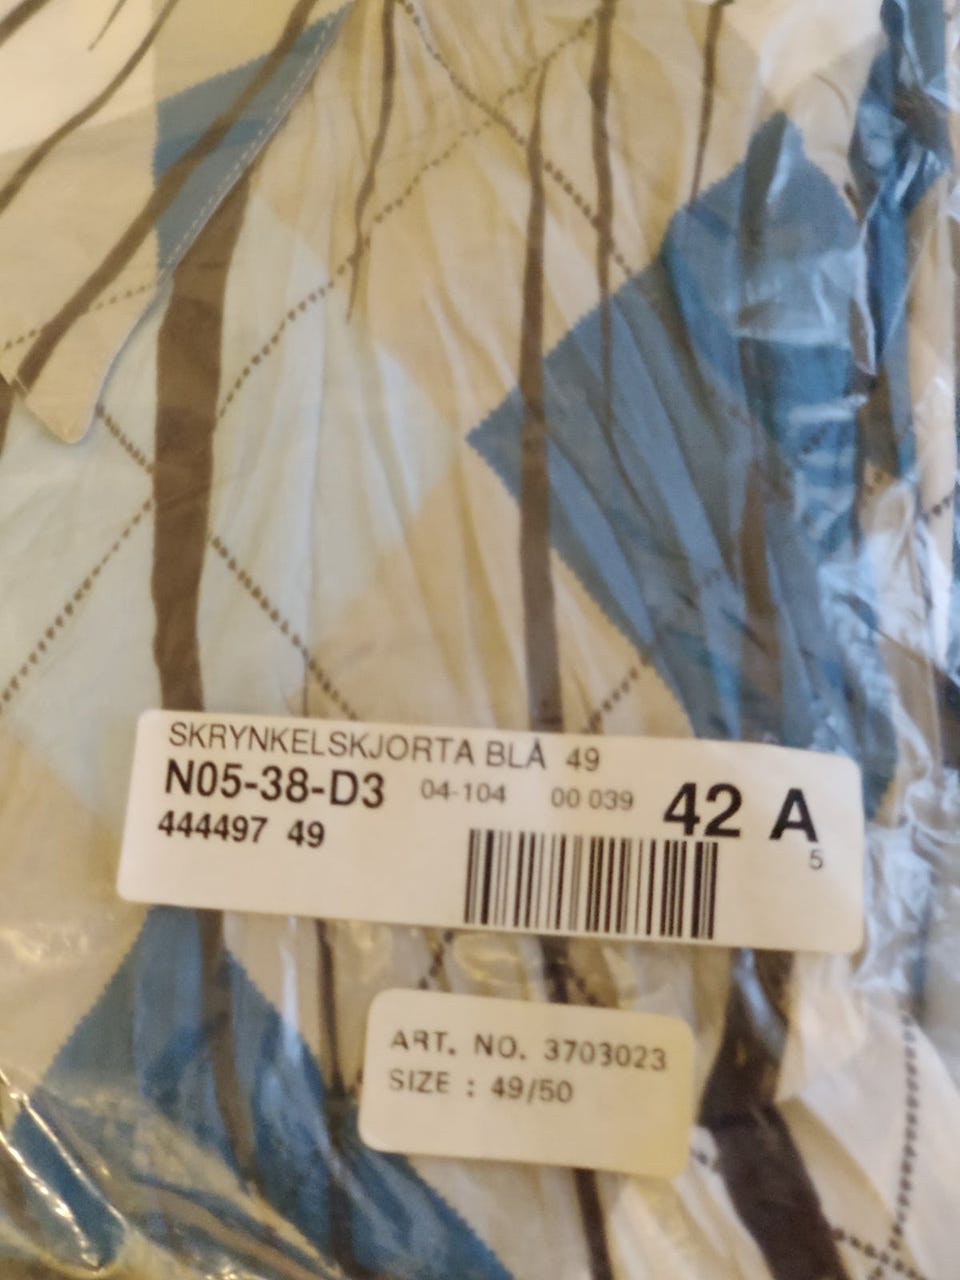 SKRYNKELSKJORTA BLÅ 49
N05-38-D3 04-104 00 039 42 A
444497 49 5
ART. NO. 3703023
SIZE : 49/50